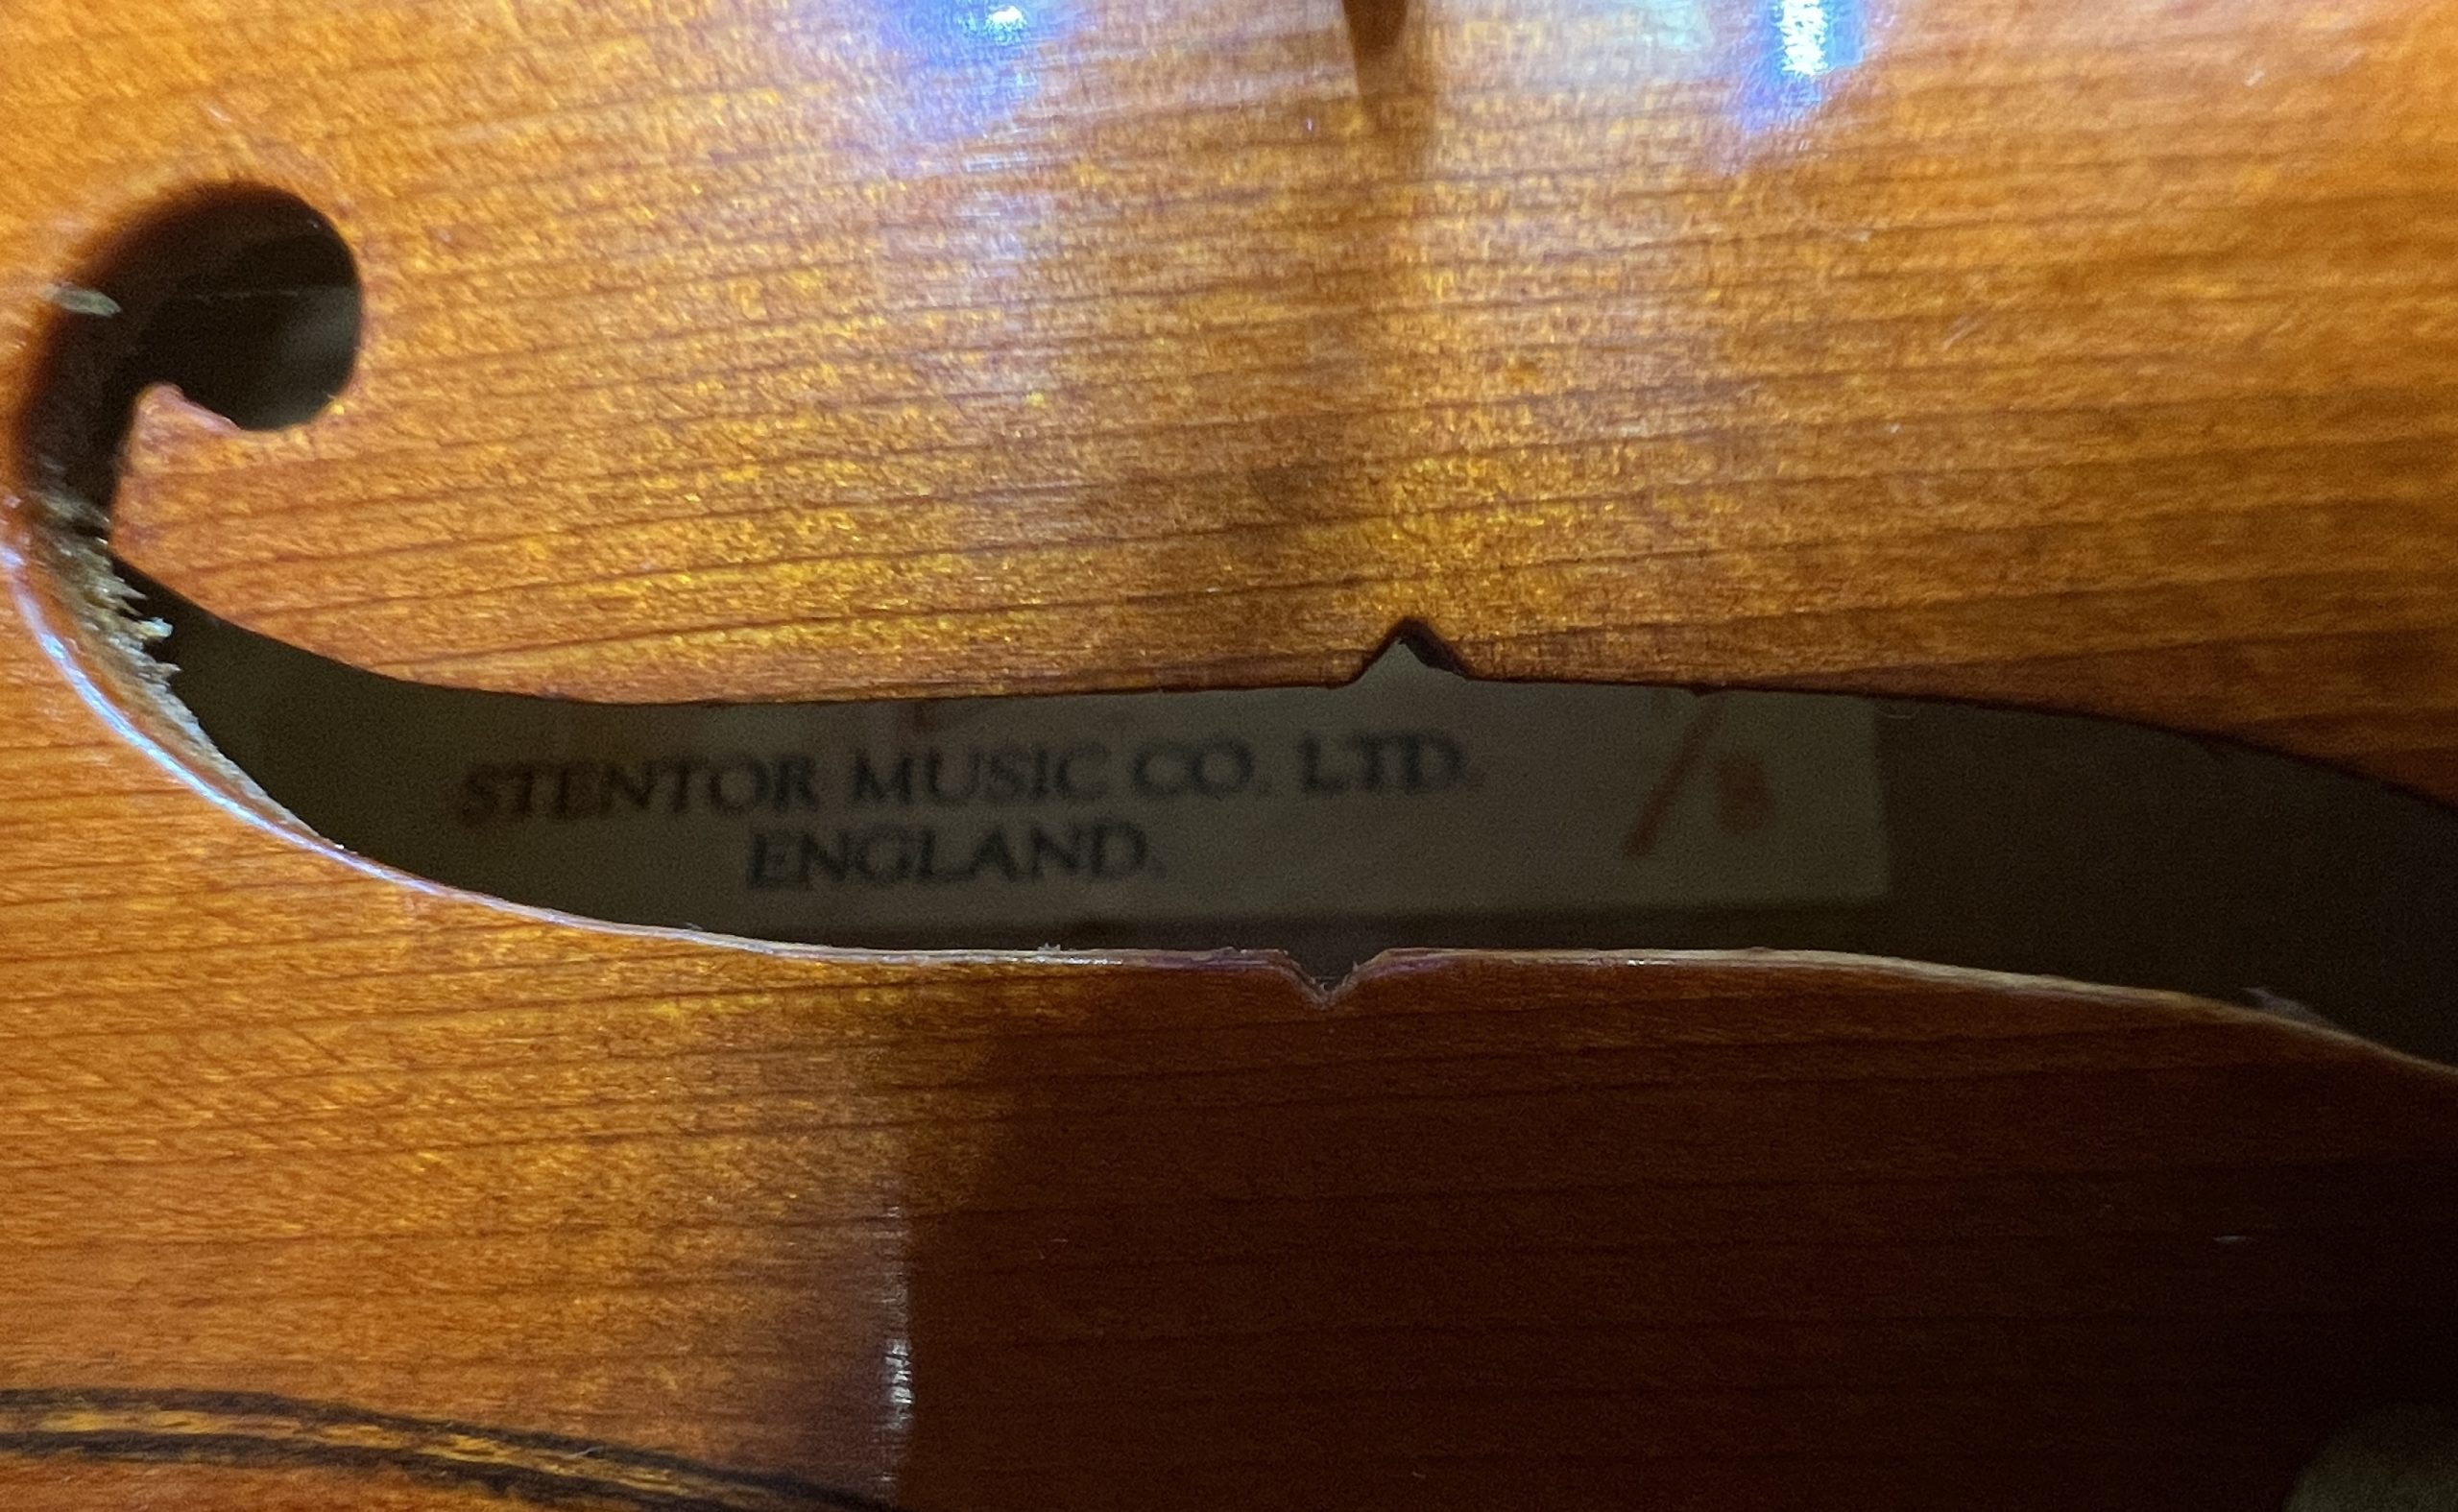 STENTOR MUSIC CO. LTD.
ENGLAND.